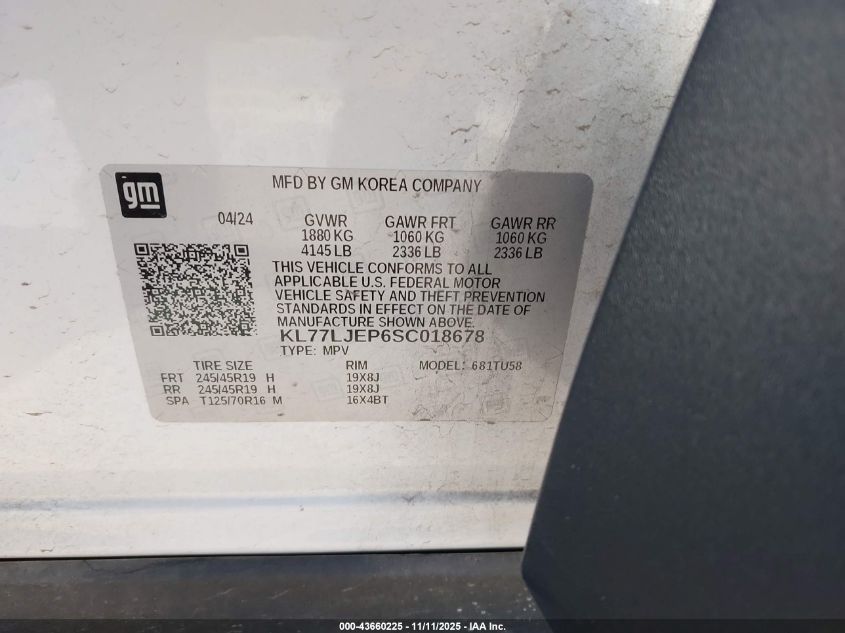 gm
MFD BY GM KOREA COMPANY
04/24 GVWR GAWR FRT GAWR RR
1880 KG 1060 KG 1060 KG
4145 LB 2336 LB 2336 LB
THIS VEHICLE CONFORMS TO ALL
APPLICABLE U.S. FEDERAL MOTOR
VEHICLE SAFETY AND THEFT PREVENTION
STANDARDS IN EFFECT ON THE DATE OF
MANUFACTURE SHOWN ABOVE.
KL77LJEP6SC018678
TYPE: MPV
TIRE SIZE RIM MODEL: 681TU58
FRT 245/45R19 H 19X8J
RR 245/45R19 H 19X8J
SPA T125/70R16 M 16X4BT
000-43660225 - 11/11/2025 - IAA Inc.